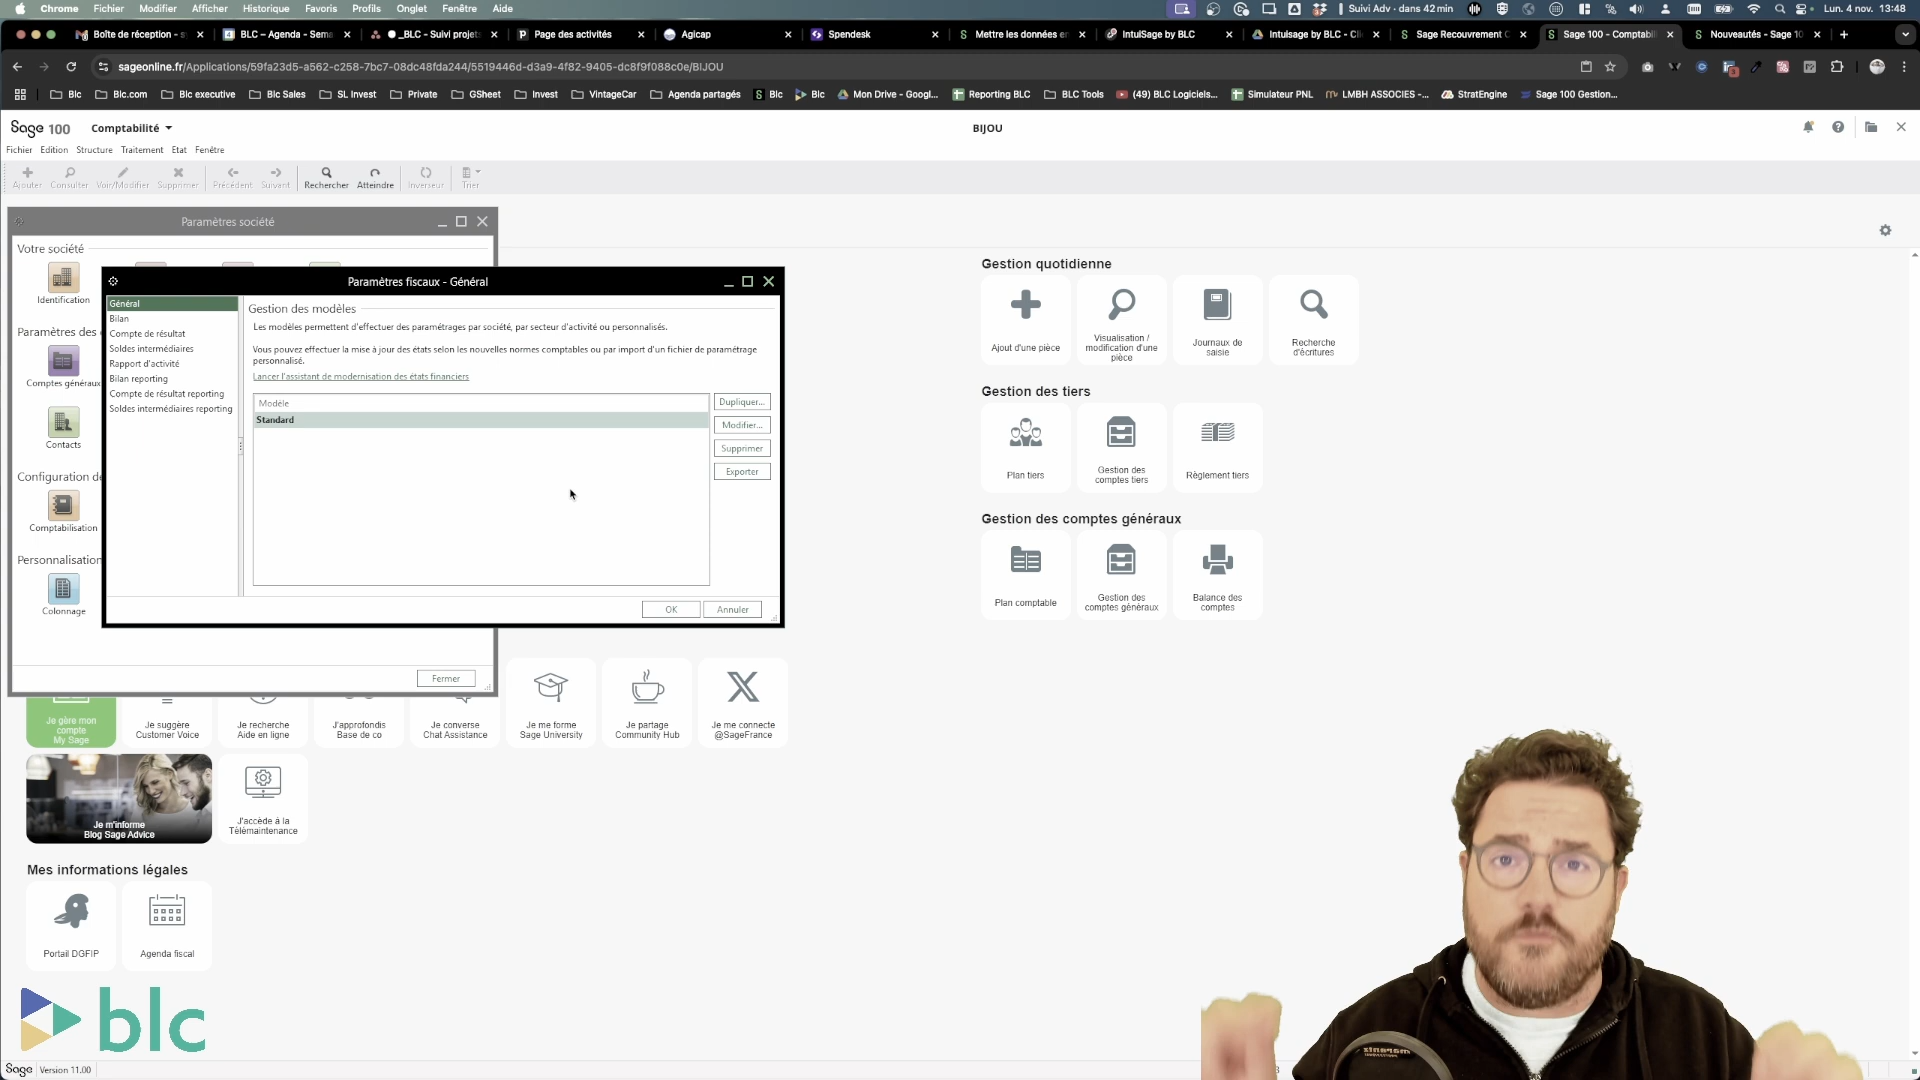 Chrome Fichier Modifier Afficher Historique Favoris Profils Onglet Fenêtre Aide
Suivi Adv · dans 42 min
Lun. 4 nov. 13:48
Boîte de réception - s
BLC – Agenda - Sema
_BLC - Suivi projets
Page des activités
Agicap
Spendesk
Mettre les données en
IntuiSage by BLC
Intuisage by BLC - Cli
Sage Recouvrement C
Sage 100 - Comptabili
Nouveautés - Sage 10
sageonline.fr/Applications/59fa23d5-a562-c258-7bc7-08dc48fda244/5519446d-d3a9-4f82-9405-dc8f9f088c0e/BIJOU
Blc
Blc.com
Blc executive
Blc Sales
SL Invest
Private
GSheet
Invest
VintageCar
Agenda partagés
Blc
Blc
Mon Drive - Googl...
Reporting BLC
BLC Tools
(49) BLC Logiciels...
Simulateur PNL
LMBH ASSOCIES -...
StratEngine
Sage 100 Gestion...
Sage 100
Comptabilité
BIJOU
Fichier Edition Structure Traitement Etat Fenêtre
Ajouter Consulter Voir/Modifier Supprimer Précédent Suivant Rechercher Atteindre Inverseur Trier
Paramètres société
Votre société
Identification
Paramètres des
Comptes généraux
Contacts
Configuration de
Comptabilisation
Personnalisation
Colonnage
Fermer
Paramètres fiscaux - Général
Général
Bilan
Compte de résultat
Soldes intermédiaires
Rapport d'activité
Bilan reporting
Compte de résultat reporting
Soldes intermédiaires reporting
Gestion des modèles
Les modèles permettent d'effectuer des paramétrages par société, par secteur d'activité ou personnalisés.
Vous pouvez effectuer la mise à jour des états selon les nouvelles normes comptables ou par import d'un fichier de paramétrage
personnalisé.
Lancer l'assistant de modernisation des états financiers
Modèle
Standard
Dupliquer...
Modifier...
Supprimer
Exporter
OK
Annuler
Gestion quotidienne
Ajout d'une pièce
Visualisation /
modification d'une
pièce
Journaux de
saisie
Recherche
d'écritures
Gestion des tiers
Plan tiers
Gestion des
comptes tiers
Règlement tiers
Gestion des comptes généraux
Plan comptable
Gestion des
comptes généraux
Balance des
comptes
Je gère mon
compte
My Sage
Je suggère
Customer Voice
Je recherche
Aide en ligne
J'approfondis
Base de co
Je converse
Chat Assistance
Je me forme
Sage University
Je partage
Community Hub
Je me connecte
@SageFrance
Je m'informe
Blog Sage Advice
J'accède à la
Télémaintenance
Mes informations légales
Portail DGFIP
Agenda fiscal
blc
Sage Version 11.00